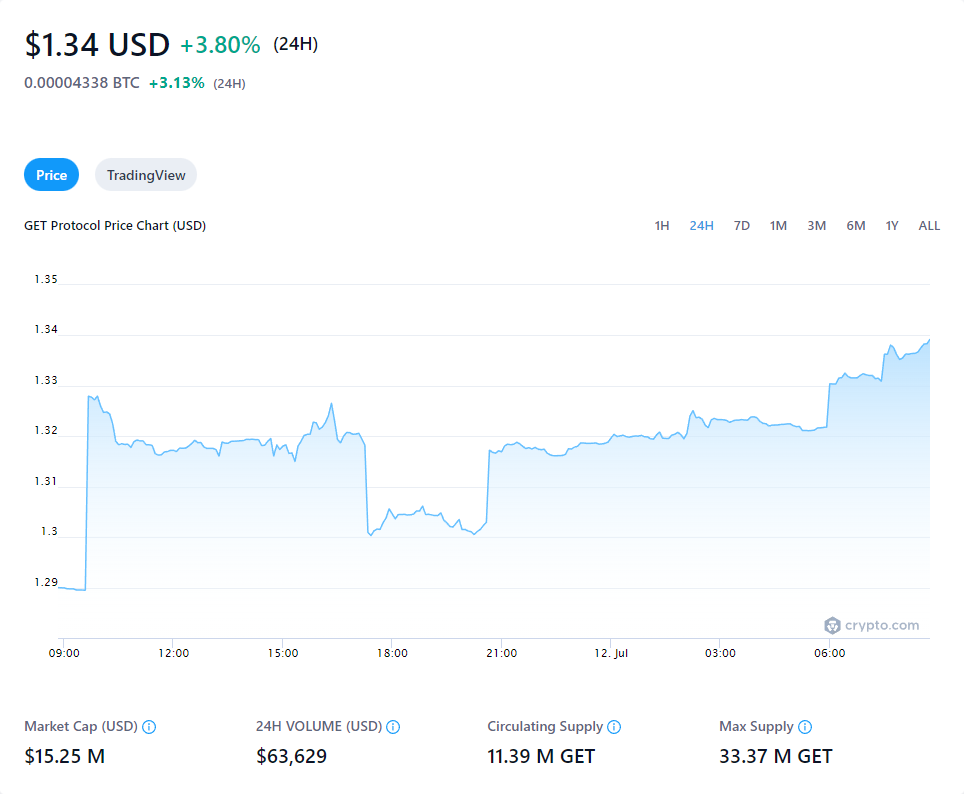 $1.34 USD +3.80% (24H)
0.00004338 BTC +3.13% (24H)
Price TradingView
GET Protocol Price Chart (USD)
1H 24H 7D 1M 3M 6M 1Y ALL
1.35
1.34
1.33
1.32
1.31
1.3
1.29
crypto.com
09:00 12:00 15:00 18:00 21:00 12. Jul 03:00 06:00
Market Cap (USD) 24H VOLUME (USD) Circulating Supply Max Supply
$15.25 M $63,629 11.39 M GET 33.37 M GET